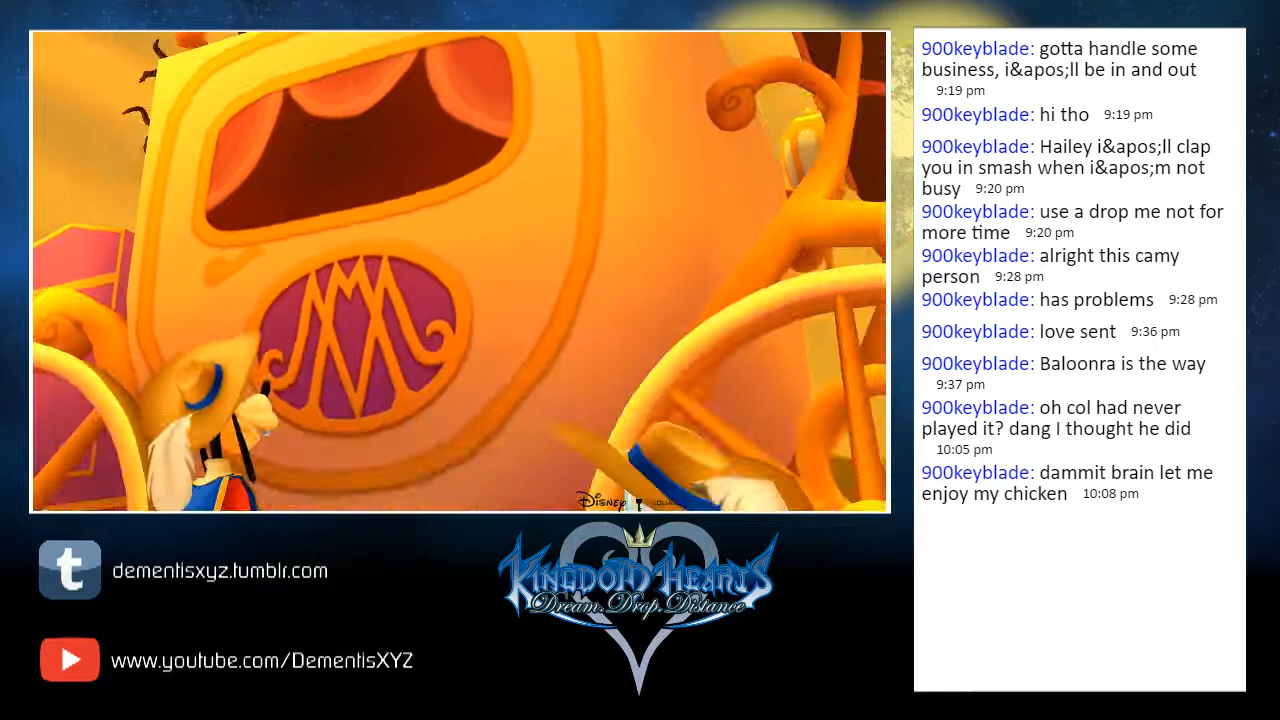 900keyblade: gotta handle some
business, i&apos;ll be in and out
9:19 pm
900keyblade: hi tho 9:19 pm
900keyblade: Hailey i&apos;ll clap
you in smash when i&apos;m not
busy 9:20 pm
900keyblade: use a drop me not for
more time 9:20 pm
900keyblade: alright this camy
person 9:28 pm
900keyblade: has problems 9:28 pm
900keyblade: love sent 9:36 pm
900keyblade: Baloonra is the way
9:37 pm
900keyblade: oh col had never
played it? dang I thought he did
10:05 pm
900keyblade: dammit brain let me
enjoy my chicken 10:08 pm
Disney
t dementisxyz.tumblr.com
www.youtube.com/DementisXYZ
KINGDOM HEARTS
Dream.Drop.Distance